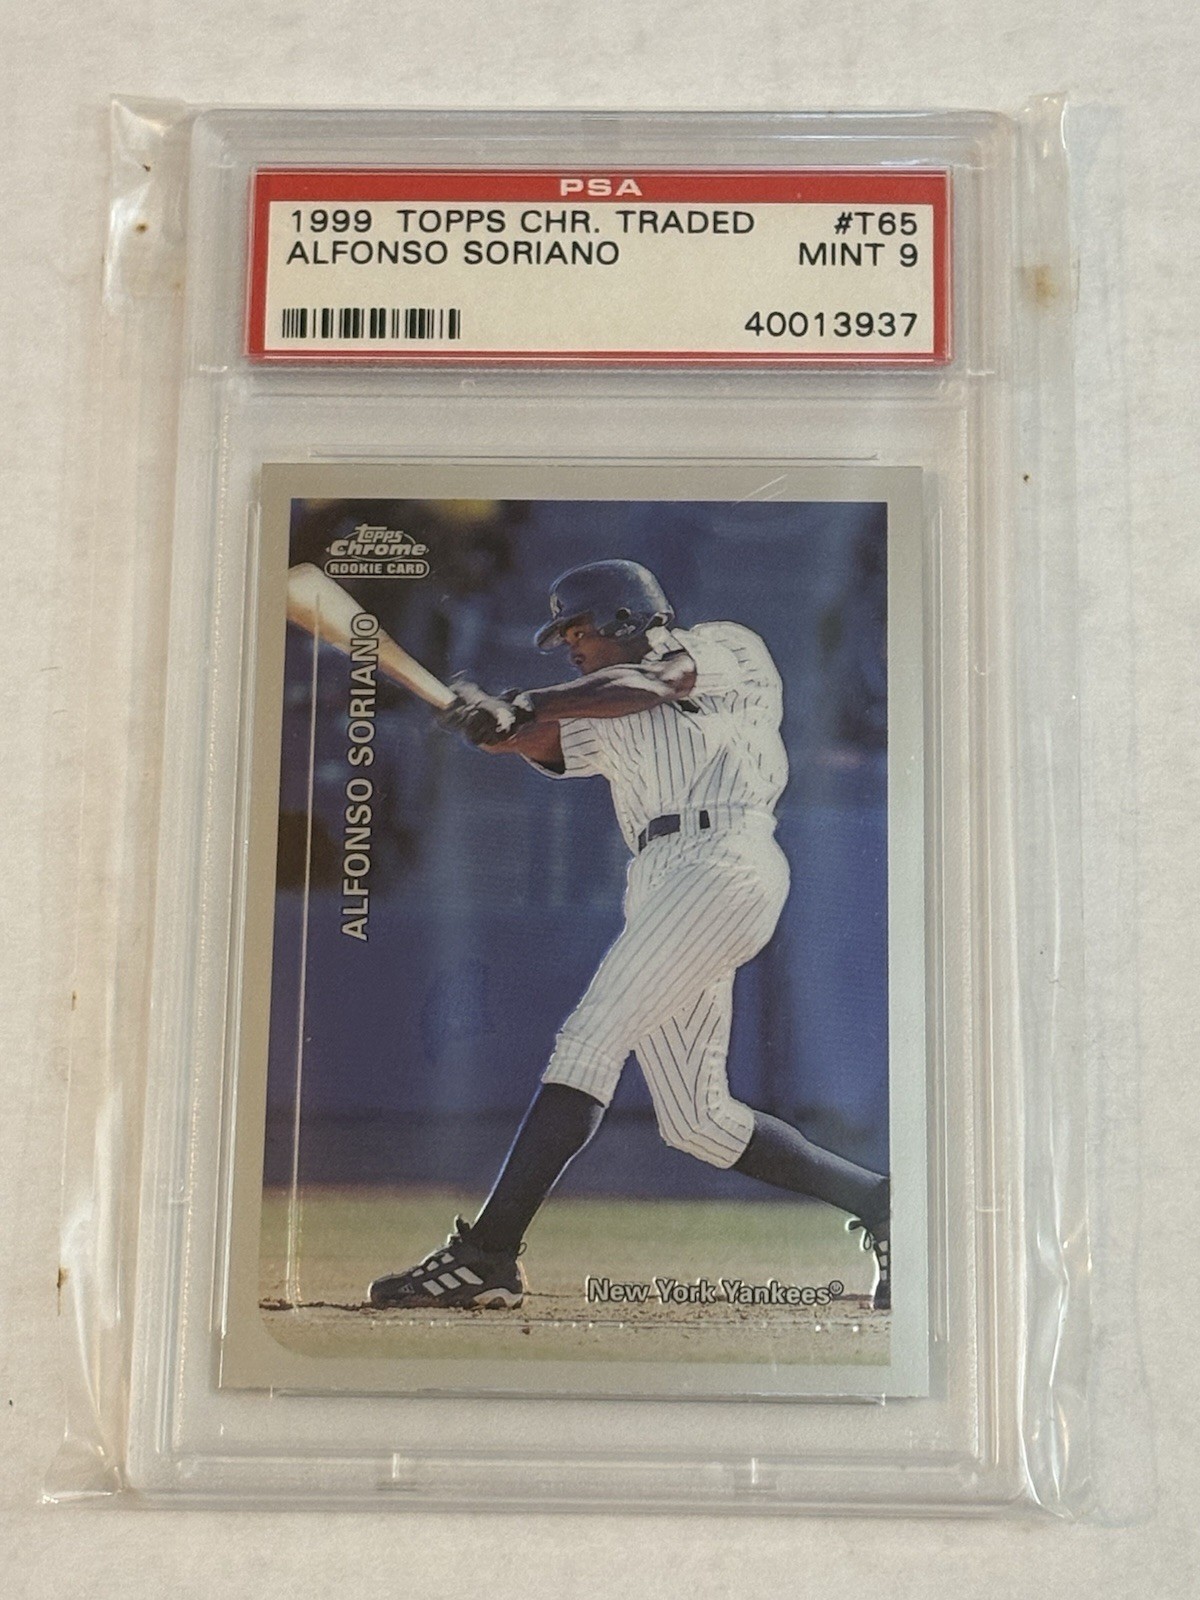 PSA
1999 TOPPS CHR. TRADED #T65
ALFONSO SORIANO MINT 9
40013937
Topps
Chrome
ROOKIE CARD
ALFONSO SORIANO
New York Yankees®